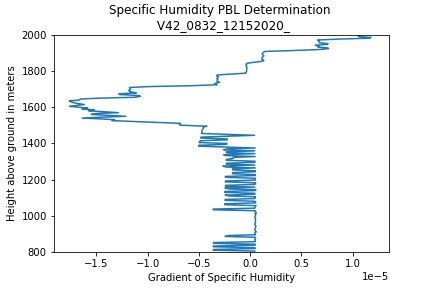 Specific Humidity PBL Determination
V42_0832_12152020_
Height above ground in meters
2000
1800
1600
1400
1200
1000
800
−1.5
−1.0
−0.5
0.0
0.5
1.0
1e−5
Gradient of Specific Humidity